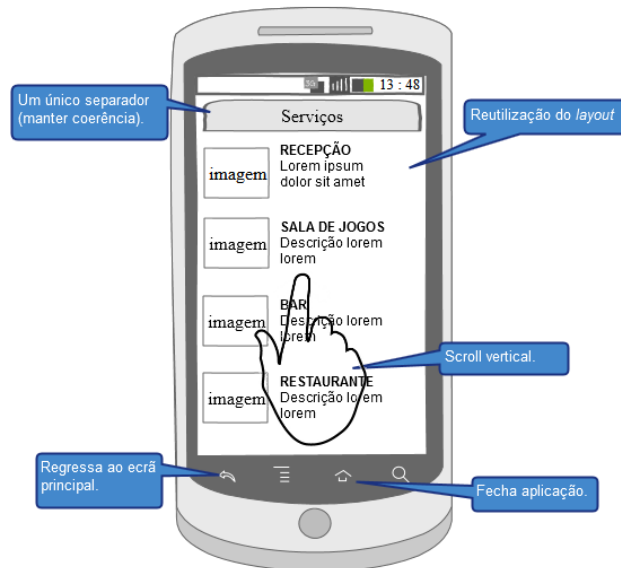 3G 13 : 48
Um único separador
(manter coerência).
Serviços
Reutilização do layout
imagem
RECEPÇÃO
Lorem ipsum
dolor sit amet
imagem
SALA DE JOGOS
Descrição lorem
lorem
imagem
BAR
Descrição lorem
lorem
Scroll vertical.
imagem
RESTAURANTE
Descrição lorem
lorem
Regressa ao ecrã
principal.
Fecha aplicação.